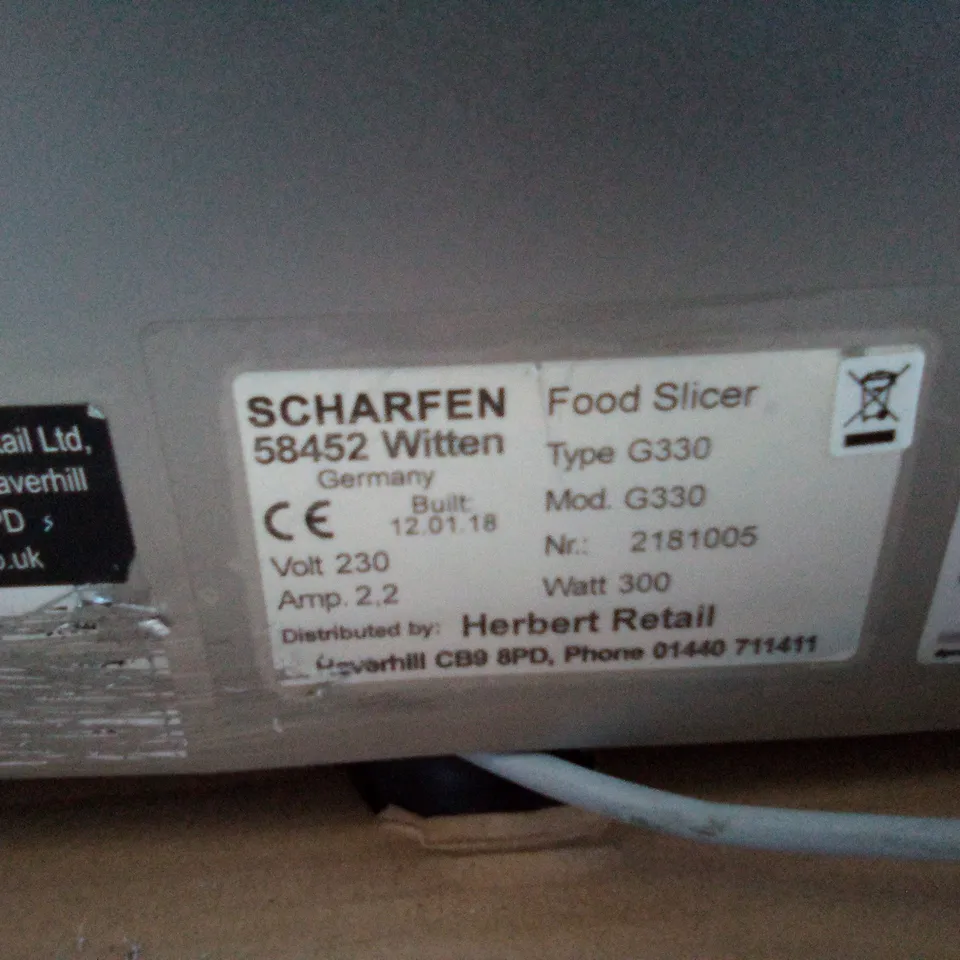 ail Ltd,
averhill
PD
o.uk
SCHARFEN
58452 Witten
Germany
CE
Built:
12.01.18
Volt 230
Amp. 2,2
Food Slicer
Type G330
Mod. G330
Nr.: 2181005
Watt 300
Distributed by: Herbert Retail
Haverhill CB9 8PD, Phone 01440 711411